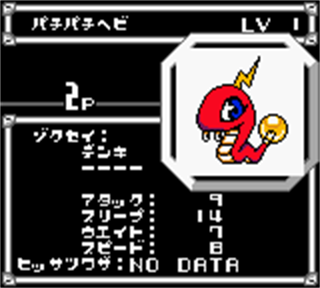 パチパチヘビ LV 1
2P
ゾクセイ:
デンキ
ーーーー
アタック: 9
スリープ: 14
ウエイト: 7
スピード: 8
ヒッサツワザ:NO DATA